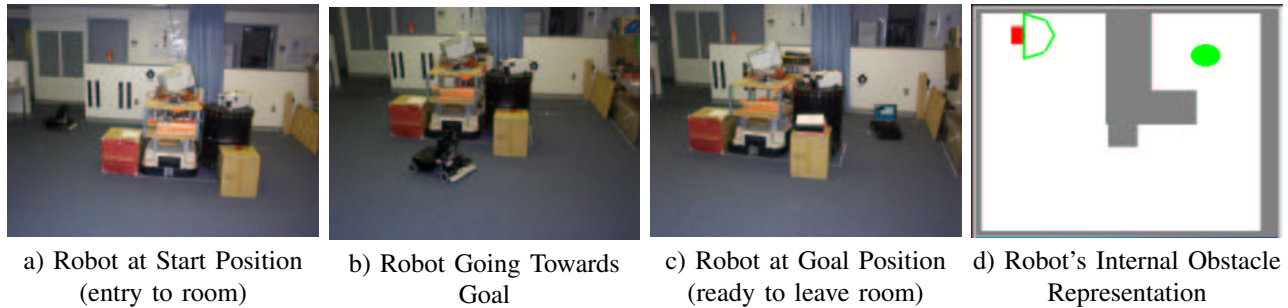 a) Robot at Start Position
(entry to room)
b) Robot Going Towards
Goal
c) Robot at Goal Position
(ready to leave room)
d) Robot's Internal Obstacle
Representation